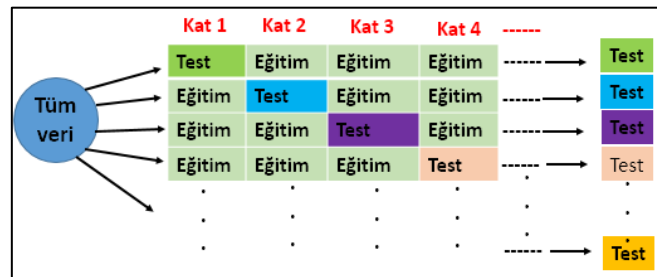 Kat 1 Kat 2 Kat 3 Kat 4
Tüm
veri
Test Eğitim Eğitim Eğitim Test
Eğitim Test Eğitim Eğitim Test
Eğitim Eğitim Test Eğitim Test
Eğitim Eğitim Eğitim Test Test
Test